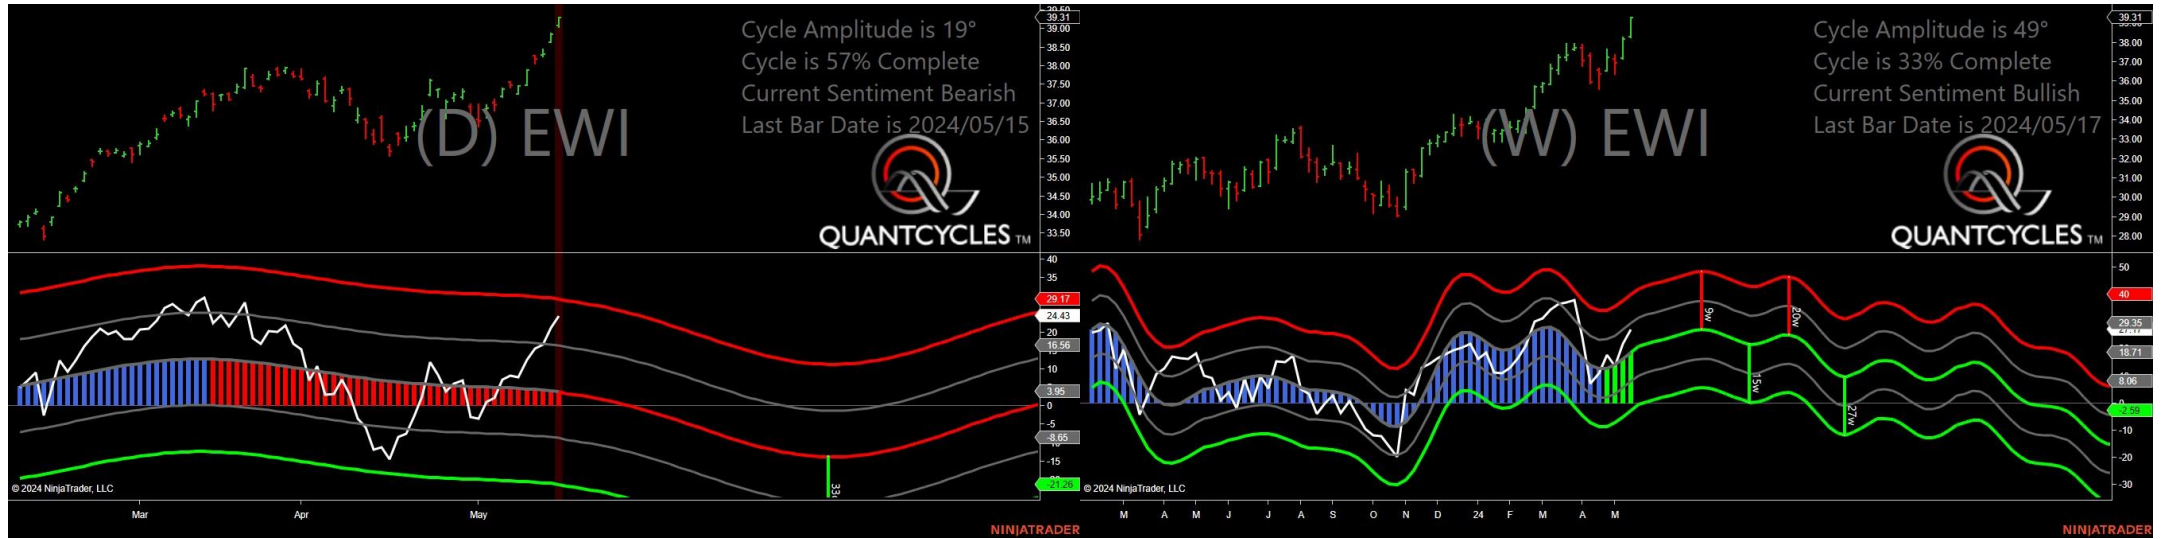 Cycle Amplitude is 19°
Cycle is 57% Complete
Current Sentiment Bearish
Last Bar Date is 2024/05/15
(D) EWI
QUANTCYCLES TM
39.50
39.31
39.00
38.50
38.00
37.50
37.00
36.50
36.00
35.50
35.00
34.50
34.00
33.50
40
35
29.17
24.43
20
16.56
10
5
3.95
0
-5
-8.65
-15
-21.26
33
© 2024 NinjaTrader, LLC
Mar
Apr
May
NINJATRADER
Cycle Amplitude is 49°
Cycle is 33% Complete
Current Sentiment Bullish
Last Bar Date is 2024/05/17
(W) EWI
QUANTCYCLES TM
39.31
38.00
37.00
36.00
35.00
34.00
33.00
32.00
31.00
30.00
29.00
28.00
50
40
29.35
18.71
8.06
0
-2.59
-10
-20
-30
9w
20w
15w
27w
© 2024 NinjaTrader, LLC
M A M J J A S O N D 24 F M A M
NINJATRADER